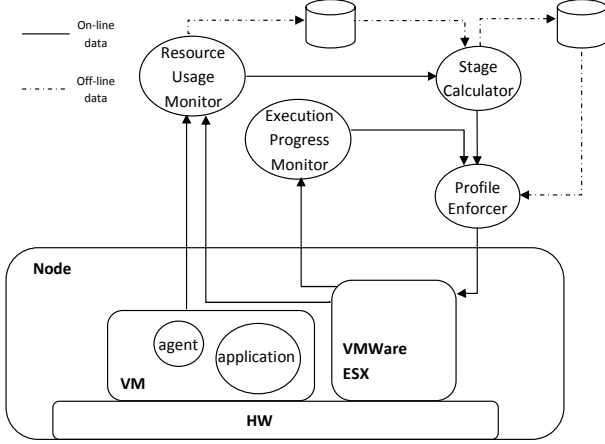 On-line
data
Off-line
data
Resource
Usage
Monitor
Stage
Calculator
Execution
Progress
Monitor
Profile
Enforcer
Node
agent
application
VM
VMWare
ESX
HW